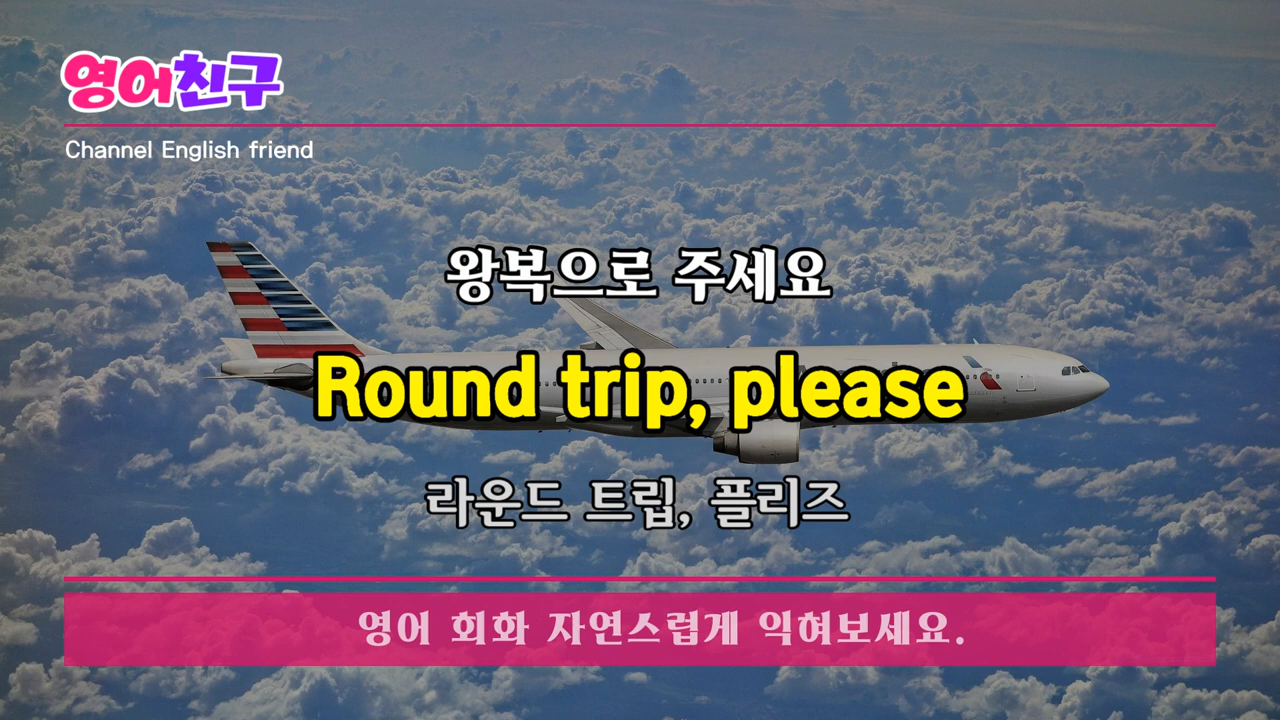 영어친구
Channel English friend
왕복으로 주세요
Round trip, please
라운드 트립, 플리즈
영어 회화 자연스럽게 익혀보세요.